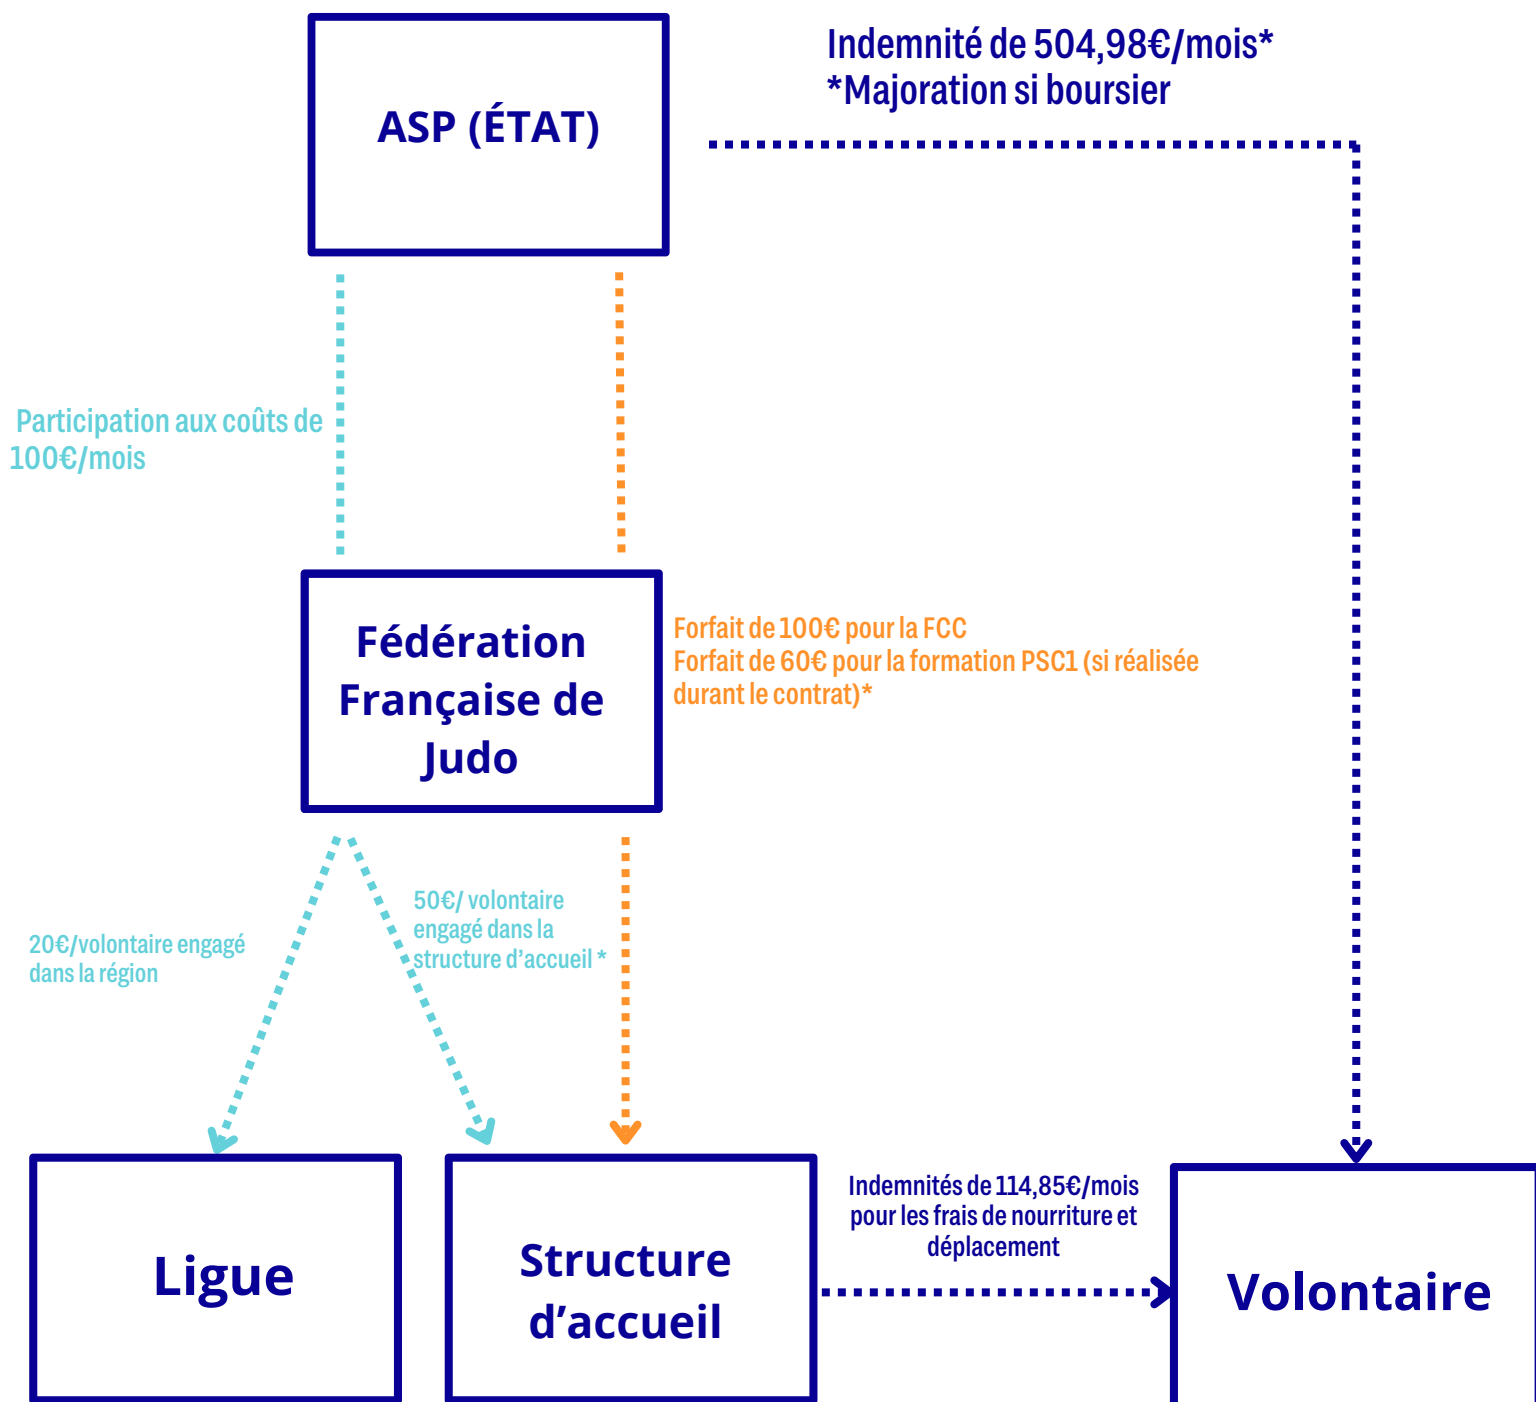 Indemnité de 504,98€/mois*
*Majoration si boursier
ASP (ÉTAT)
Participation aux coûts de
100€/mois
Fédération
Française de
Judo
Forfait de 100€ pour la FCC
Forfait de 60€ pour la formation PSC1 (si réalisée
durant le contrat)*
20€/volontaire engagé
dans la région
50€/ volontaire
engagé dans la
structure d’accueil *
Ligue
Structure
d’accueil
Indemnités de 114,85€/mois
pour les frais de nourriture et
déplacement
Volontaire